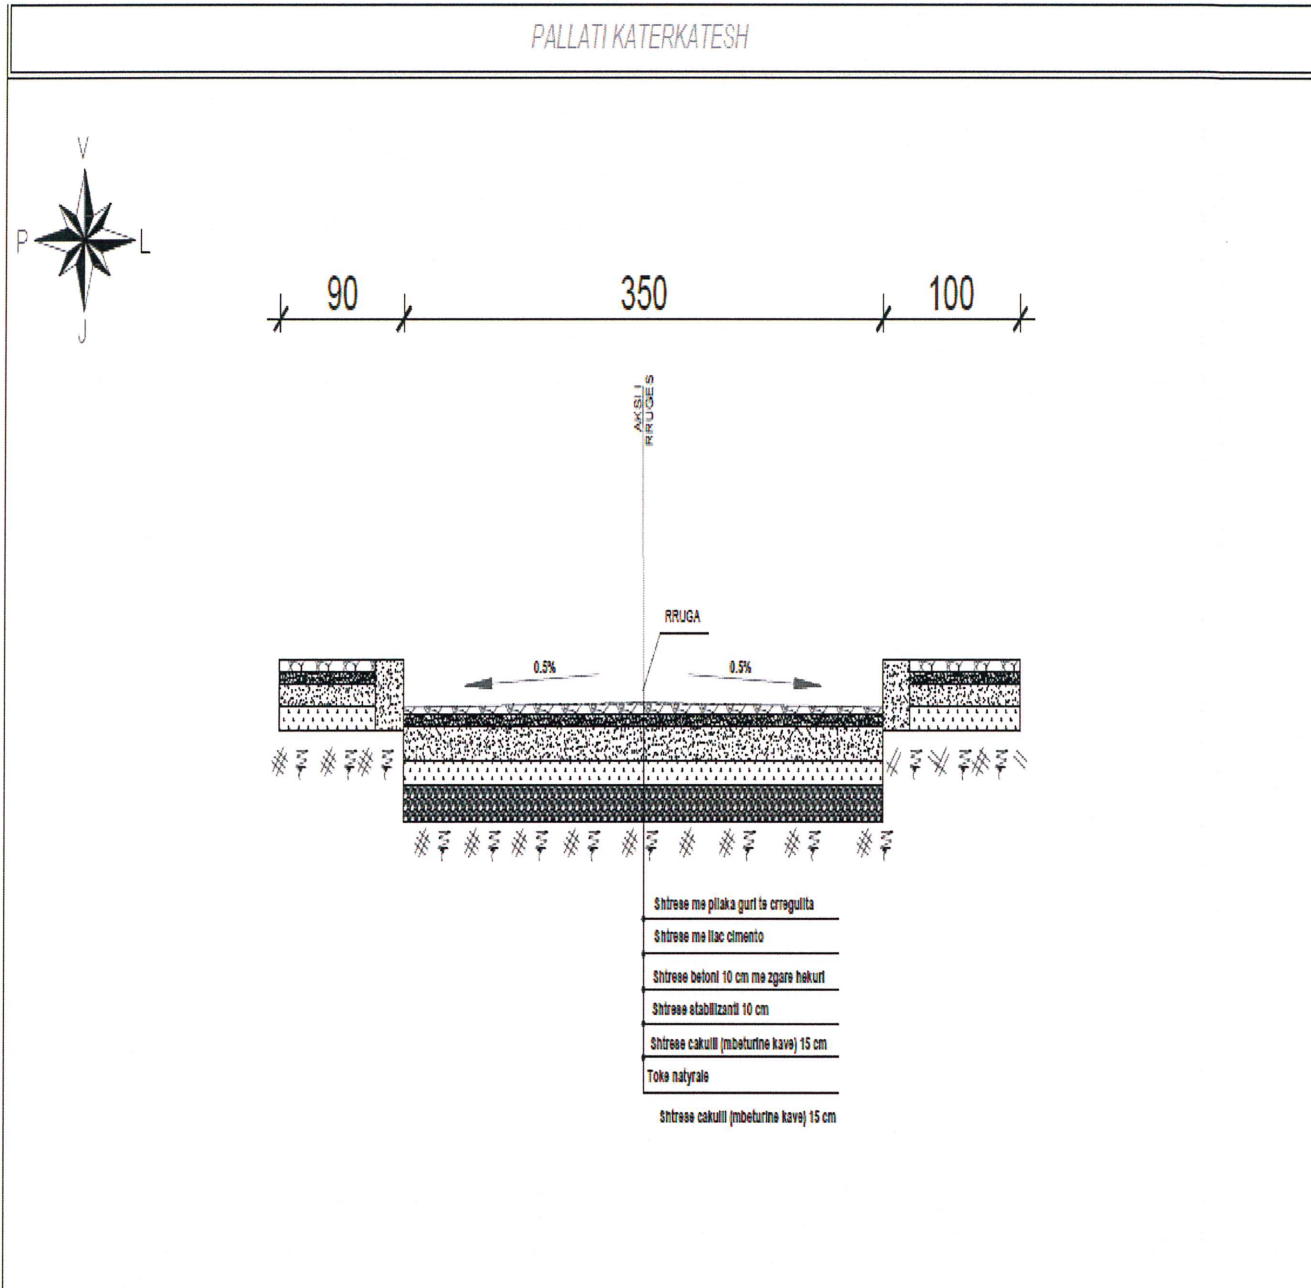 PALLATI KATERKATESH
V
P
L
J
90
350
100
AKSI I
RRUGES
RRUGA
0.5%
0.5%
Shtrese me pllaka guri te crregullta
Shtrese me llac cimento
Shtrese betoni 10 cm me zgare hekuri
Shtrese stabilizanti 10 cm
Shtrese cakulli (mbeturine kave) 15 cm
Toke natyrale
Shtrese cakulli (mbeturine kave) 15 cm